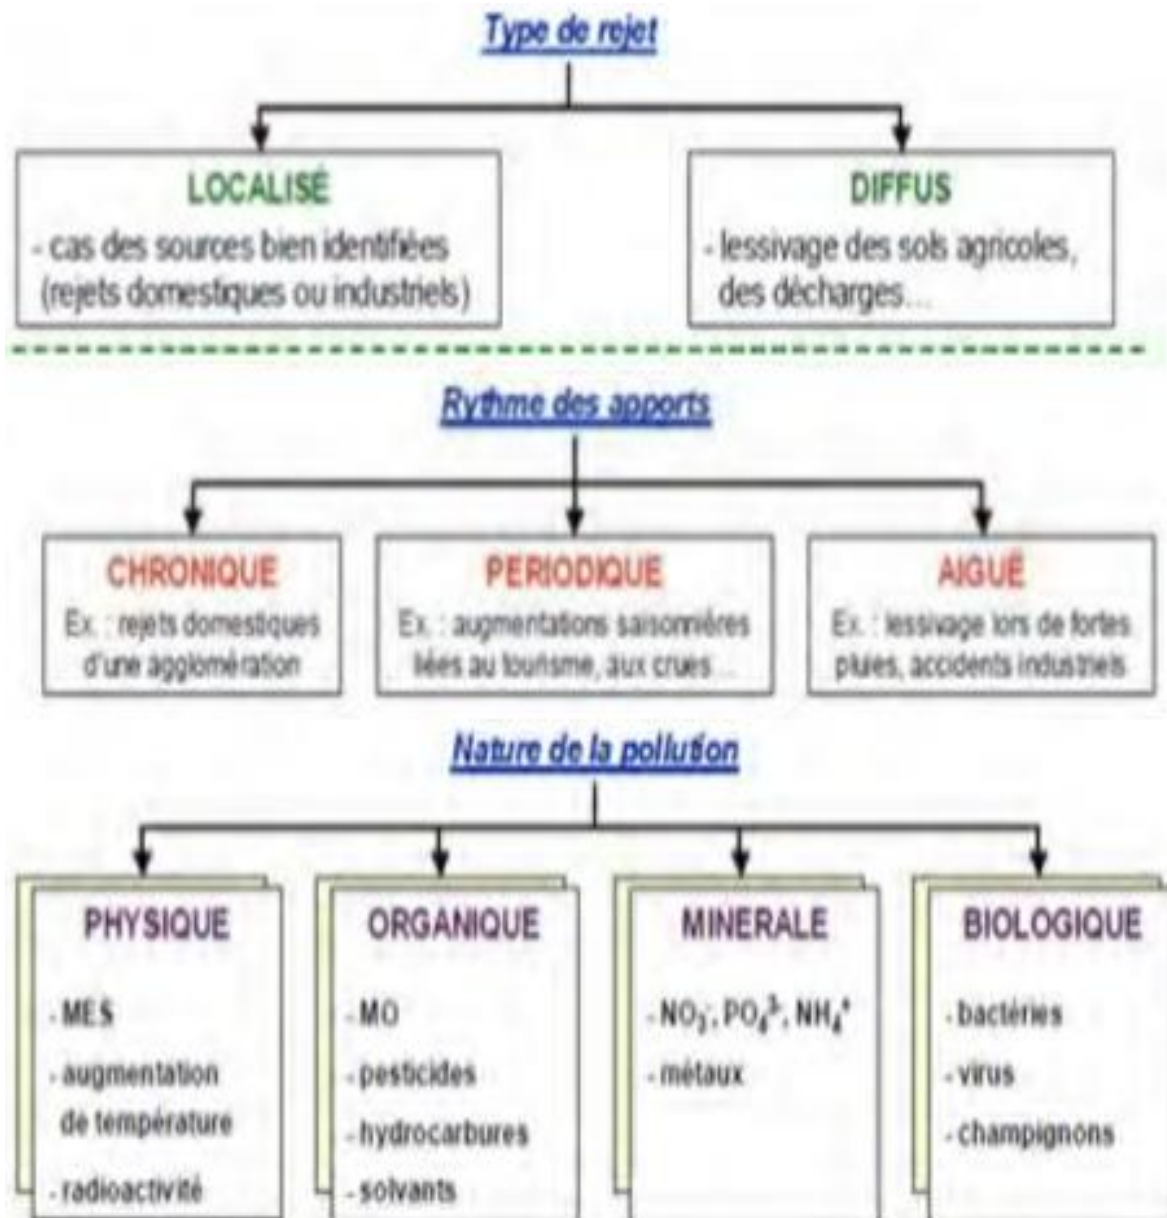 Type de rejet
LOCALISÉ
- cas des sources bien identifiées
(rejets domestiques ou industriels)
DIFFUS
- lessivage des sols agricoles,
des décharges...
Rythme des apports
CHRONIQUE
Ex. : rejets domestiques
d'une agglomération
PERIODIQUE
Ex. : augmentations saisonnières
liées au tourisme, aux crues...
AIGUË
Ex. : lessivage lors de fortes
pluies, accidents industriels
Nature de la pollution
PHYSIQUE
- MES
- augmentation
de température
- radioactivité
ORGANIQUE
- MO
- pesticides
- hydrocarbures
- solvants
MINERALE
- NO₃⁻, PO₄³⁻, NH₄⁺
- métaux
BIOLOGIQUE
- bactéries
- virus
- champignons